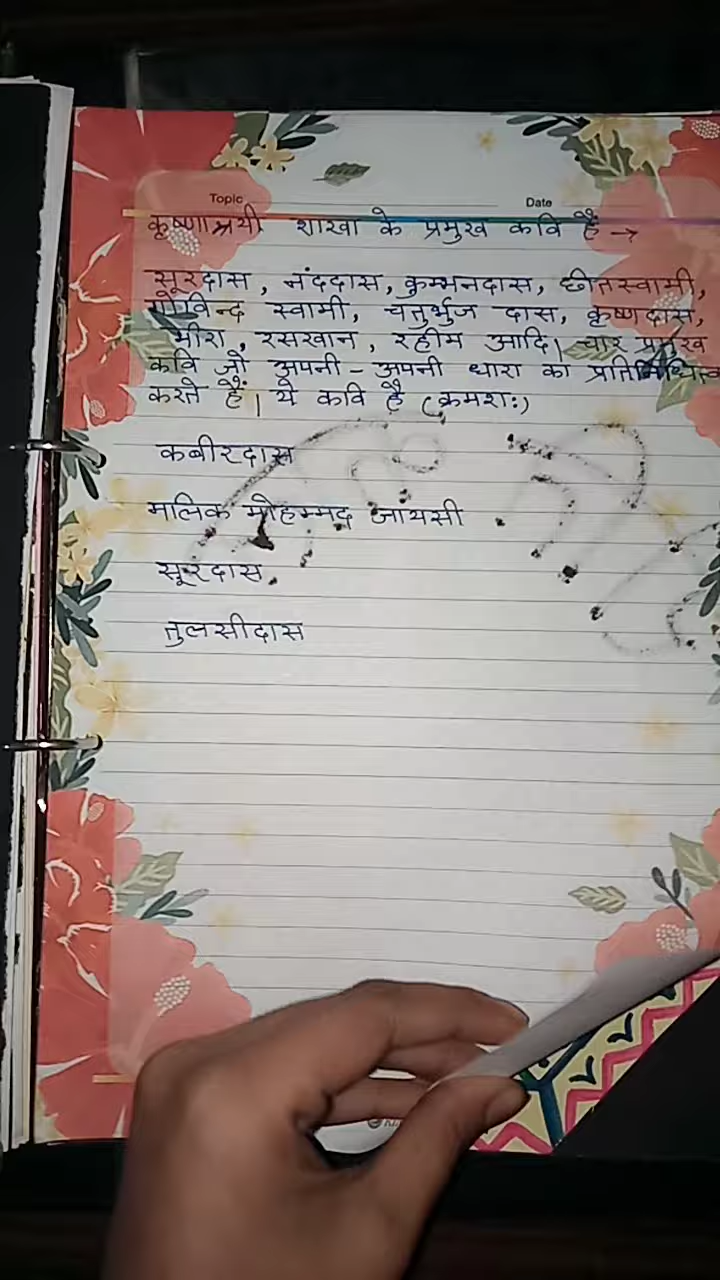 Topic Date
कृष्णाश्रयी शाखा के प्रमुख कवि हैं →
सूरदास, नंददास, कुम्भनदास, छीतस्वामी,
गोविन्द स्वामी, चतुर्भुज दास, कृष्णदास,
मीरा, रसखान, रहीम आदि। चार प्रमुख
कवि जो अपनी - अपनी धारा का प्रतिनिधित्व
करते हैं। ये कवि है (क्रमशः)
कबीरदास
मलिक मोहम्मद जायसी
सूरदास
तुलसीदास